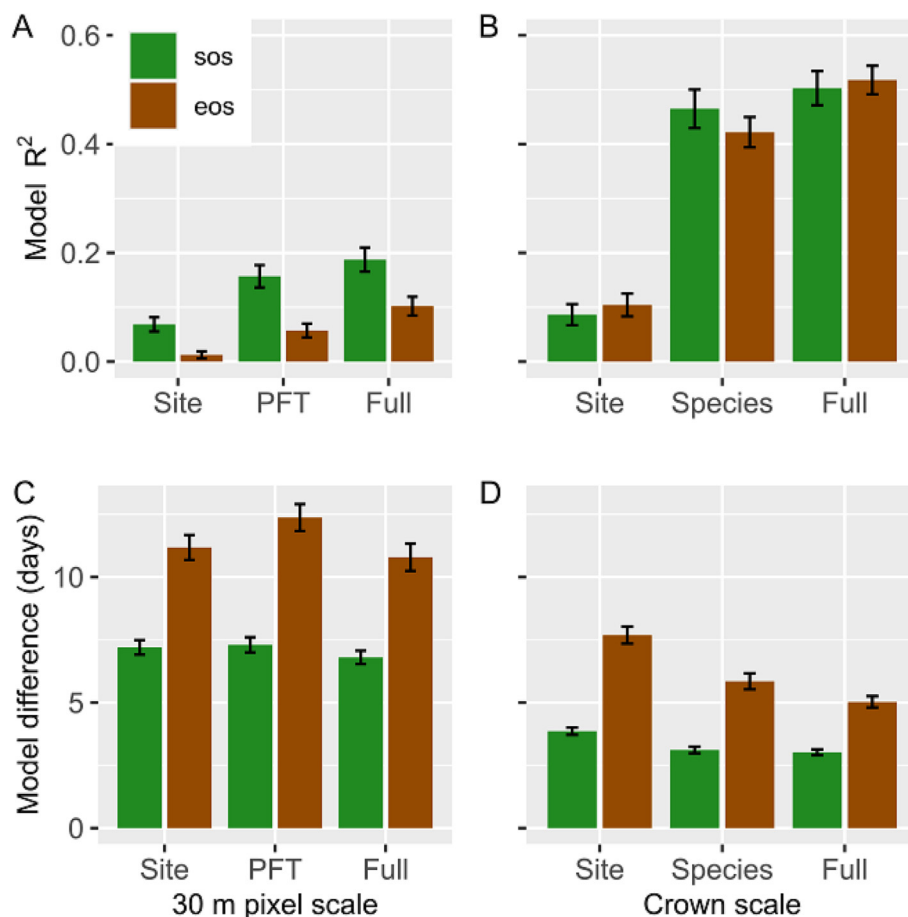 A
B
0.6
0.4
0.2
0.0
Model R²
sos
eos
Site PFT Full
Site Species Full
C
D
10
5
0
Model difference (days)
Site PFT Full
Site Species Full
30 m pixel scale
Crown scale